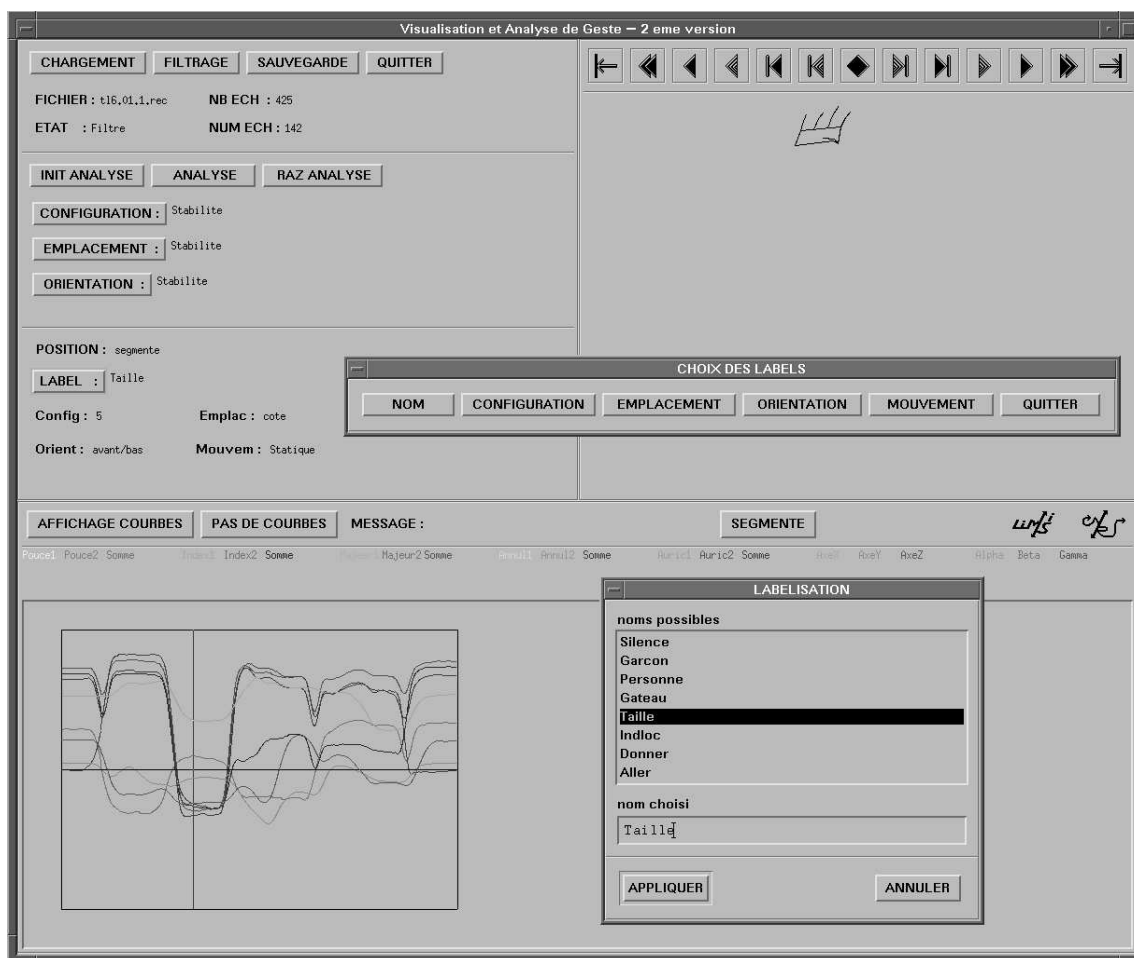 Visualisation et Analyse de Geste – 2 eme version
CHARGEMENT FILTRAGE SAUVEGARDE QUITTER
FICHIER : t16.01.1.rec NB ECH : 425
ETAT : Filtre NUM ECH : 142
INIT ANALYSE ANALYSE RAZ ANALYSE
CONFIGURATION : Stabilite
EMPLACEMENT : Stabilite
ORIENTATION : Stabilite
POSITION : segmente
LABEL : Taille
Config : 5 Emplac : cote
Orient : avant/bas Mouvem : Statique
CHOIX DES LABELS
NOM CONFIGURATION EMPLACEMENT ORIENTATION MOUVEMENT QUITTER
AFFICHAGE COURBES PAS DE COURBES MESSAGE : SEGMENTE
Pouce1 Pouce2 Somme Index1 Index2 Somme Majeur2 Somme Annul1 Annul2 Somme Auric1 Auric2 Somme AxeX AxeY AxeZ Alpha Beta Gamma
LABELISATION
noms possibles
Silence
Garcon
Personne
Gateau
Taille
Indloc
Donner
Aller
nom choisi
Taille
APPLIQUER ANNULER